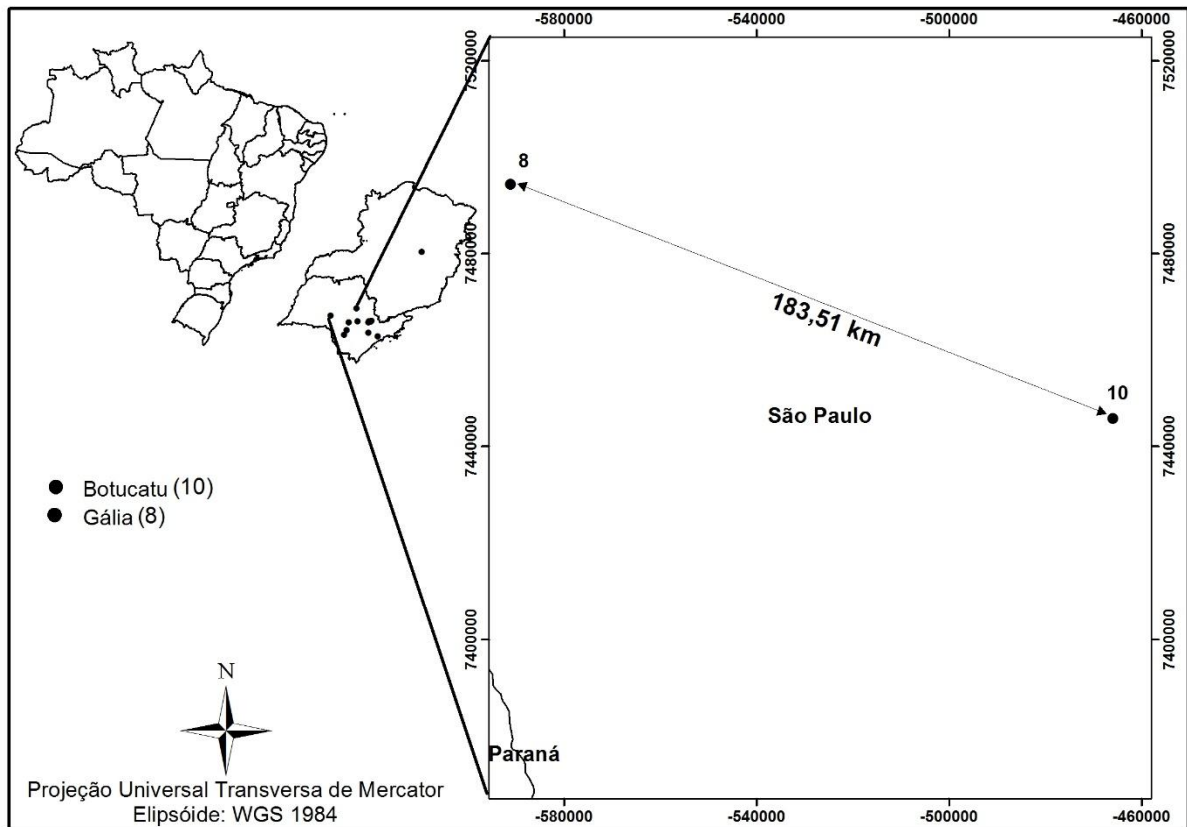 -580000 -540000 -500000 -460000
7520000 7520000
8
7480000 7480000
183,51 km
10
São Paulo
7440000 7440000
Botucatu (10)
Gália (8)
7400000 7400000
N
Paraná
Projeção Universal Transversa de Mercator
Elipsóide: WGS 1984
-580000 -540000 -500000 -460000